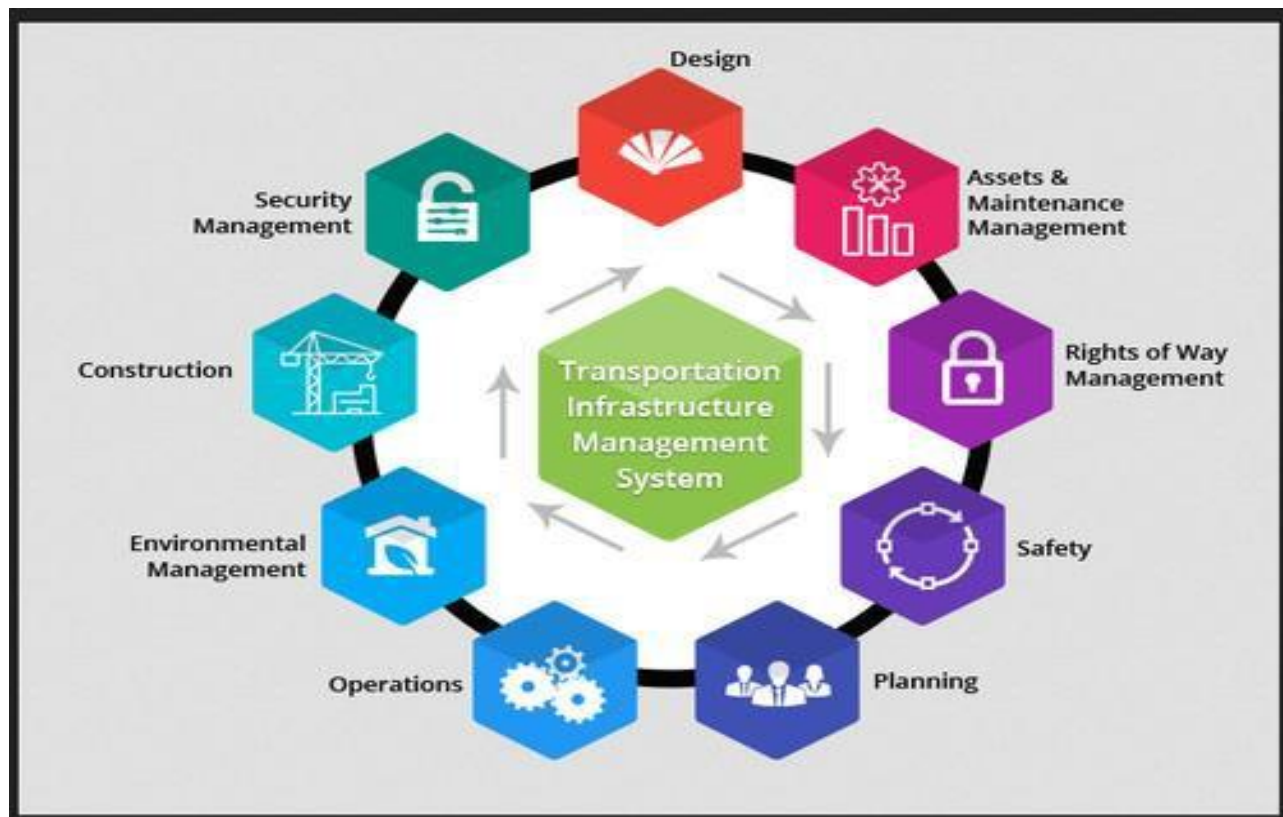 Design
Assets &
Maintenance
Management
Rights of Way
Management
Safety
Planning
Operations
Environmental
Management
Construction
Security
Management
Transportation
Infrastructure
Management
System